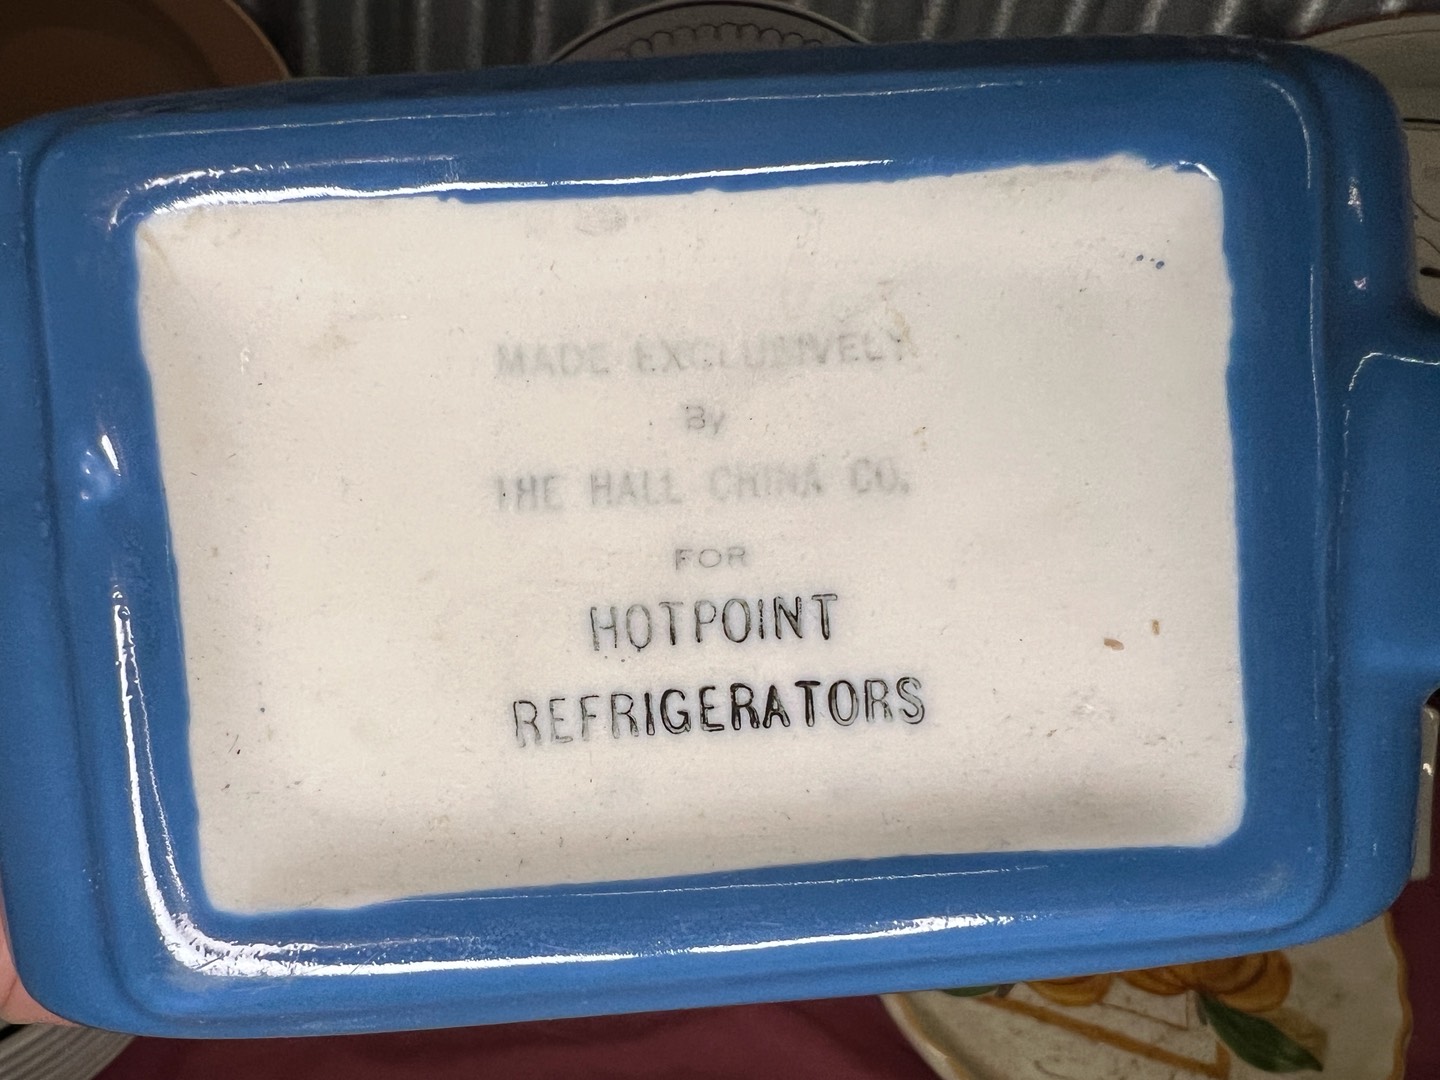 MADE EXCLUSIVELY
By
THE HALL CHINA CO.
FOR
HOTPOINT
REFRIGERATORS